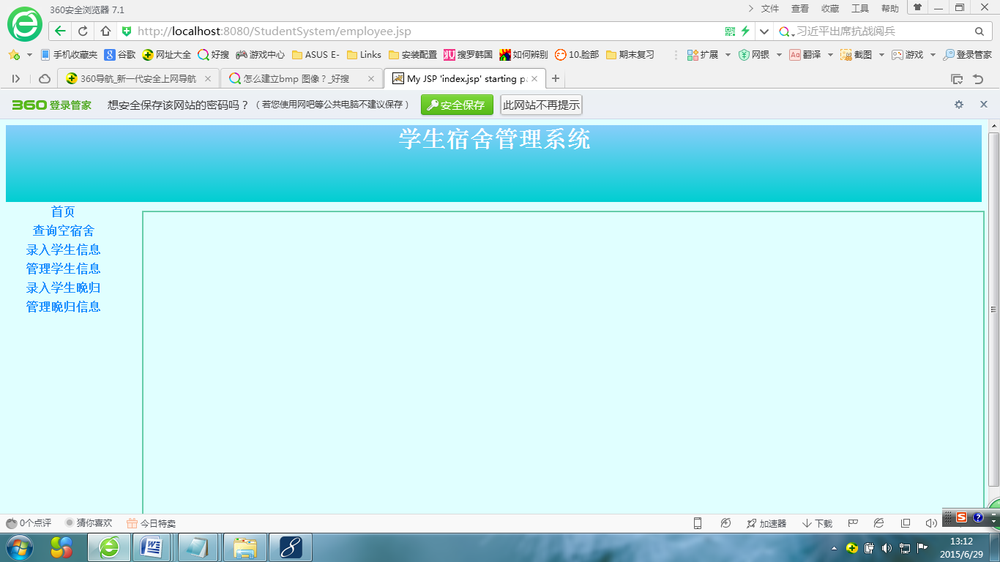 360安全浏览器 7.1
文件 查看 收藏 工具 帮助
http://localhost:8080/StudentSystem/employee.jsp
习近平出席抗战阅兵
手机收藏夹 谷歌 网址大全 好搜 游戏中心 ASUS E- Links 安装配置 搜罗韩国 如何辨别 10.脸部 期末复习 扩展 网银 翻译 截图 游戏 登录管家
360导航_新一代安全上网导航 怎么建立bmp 图像？_好搜 My JSP 'index.jsp' starting pa
360 登录管家 想安全保存该网站的密码吗？（若您使用网吧等公共电脑不建议保存） 安全保存 此网站不再提示
学生宿舍管理系统
首页
查询空宿舍
录入学生信息
管理学生信息
录入学生晚归
管理晚归信息
0个点评 猜你喜欢 今日特卖 加速器 下载
13:12
2015/6/29